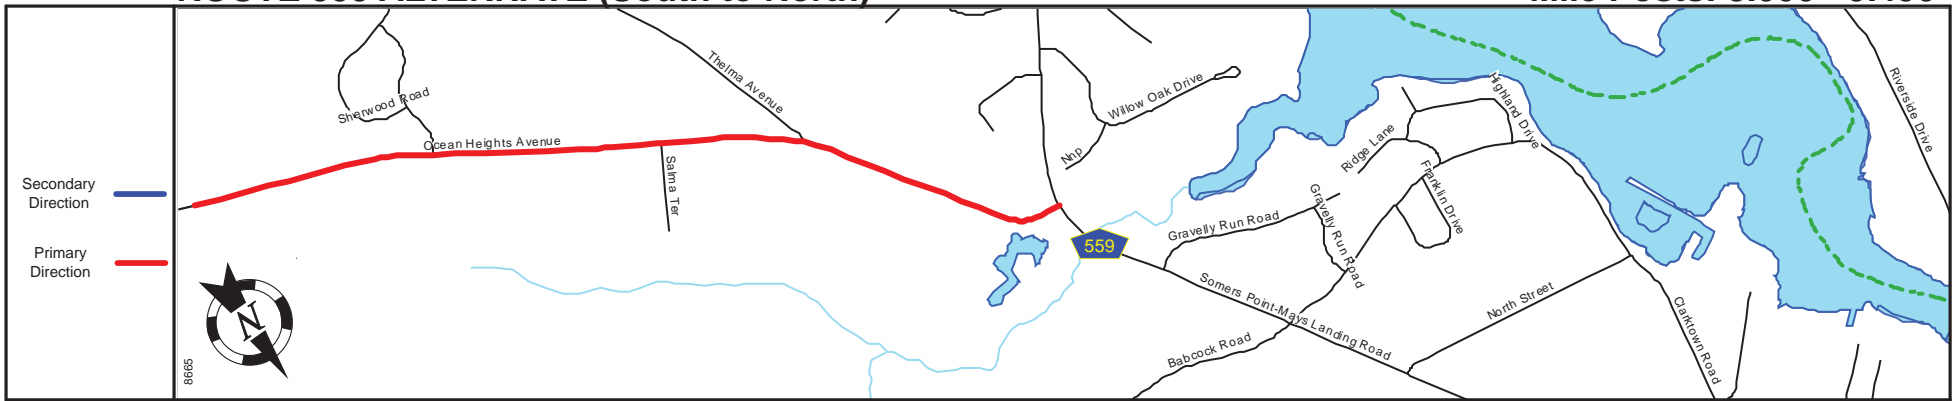 Secondary
Direction
Primary
Direction
Sherwood Road
Ocean Heights Avenue
Thelma Avenue
Salma Ter
Nnp
Willow Oak Drive
559
Gravelly Run Road
Gravelly Run Road
Ridge Lane
Highland Drive
Franklin Drive
Riverside Drive
Somers Point-Mays Landing Road
North Street
Babcock Road
Clarktown Road
N
8665